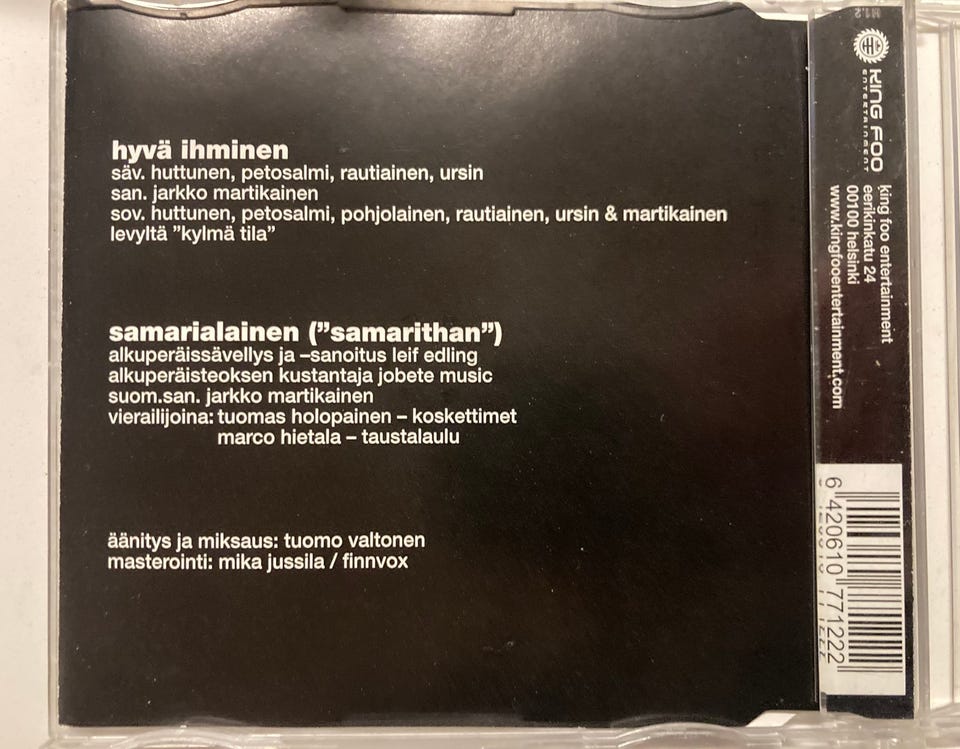 hyvä ihminen
säv. huttunen, petosalmi, rautiainen, ursin
san. jarkko martikainen
sov. huttunen, petosalmi, pohjolainen, rautiainen, ursin & martikainen
levyltä ”kylmä tila”
samarialainen (”samarithan”)
alkuperäissävellys ja –sanoitus leif edling
alkuperäisteoksen kustantaja jobete music
suom.san. jarkko martikainen
vierailijoina: tuomas holopainen – koskettimet
marco hietala – taustalaulu
äänitys ja miksaus: tuomo valtonen
masterointi: mika jussila / finnvox
KING FOO
ENTERTAINMENT
king foo entertainment
eerikinkatu 24
00100 helsinki
www.kingfooentertainment.com
6 420610 771222